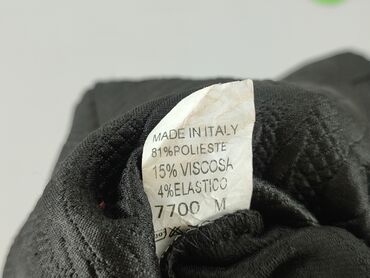 MADE IN ITALY
81%POLIESTE
15% VISCOSA
4%ELASTICO
7700 M